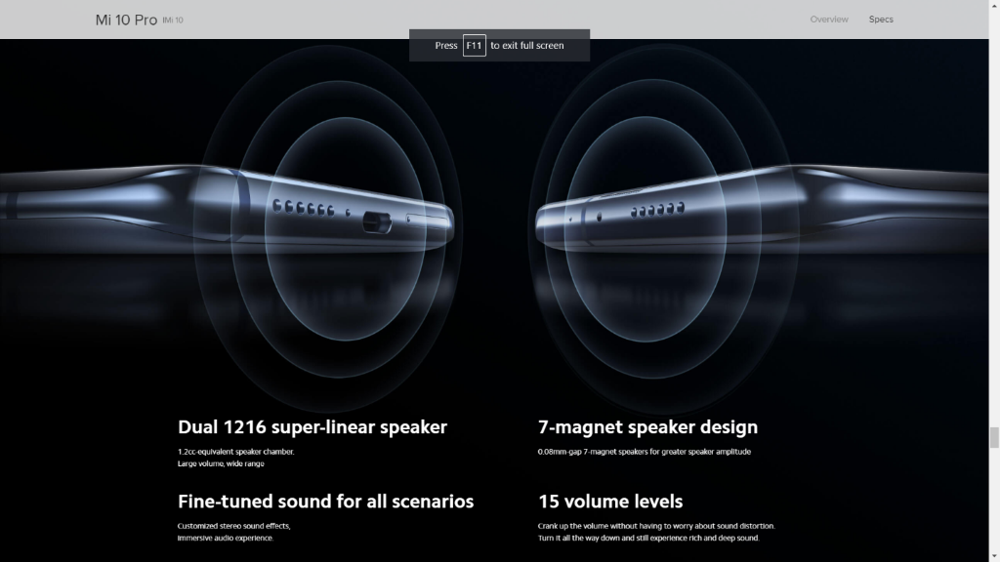 Mi 10 Pro IMi 10
Overview Specs
Press F11 to exit full screen
Dual 1216 super-linear speaker
1.2cc-equivalent speaker chamber.
Large volume, wide range
7-magnet speaker design
0.08mm-gap 7-magnet speakers for greater speaker amplitude
Fine-tuned sound for all scenarios
Customized stereo sound effects,
immersive audio experience.
15 volume levels
Crank up the volume without having to worry about sound distortion.
Turn it all the way down and still experience rich and deep sound.